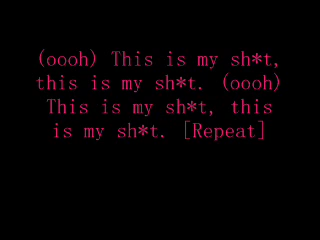 (oooh) This is my sh*t,
this is my sh*t. (oooh)
This is my sh*t, this
is my sh*t. [Repeat]